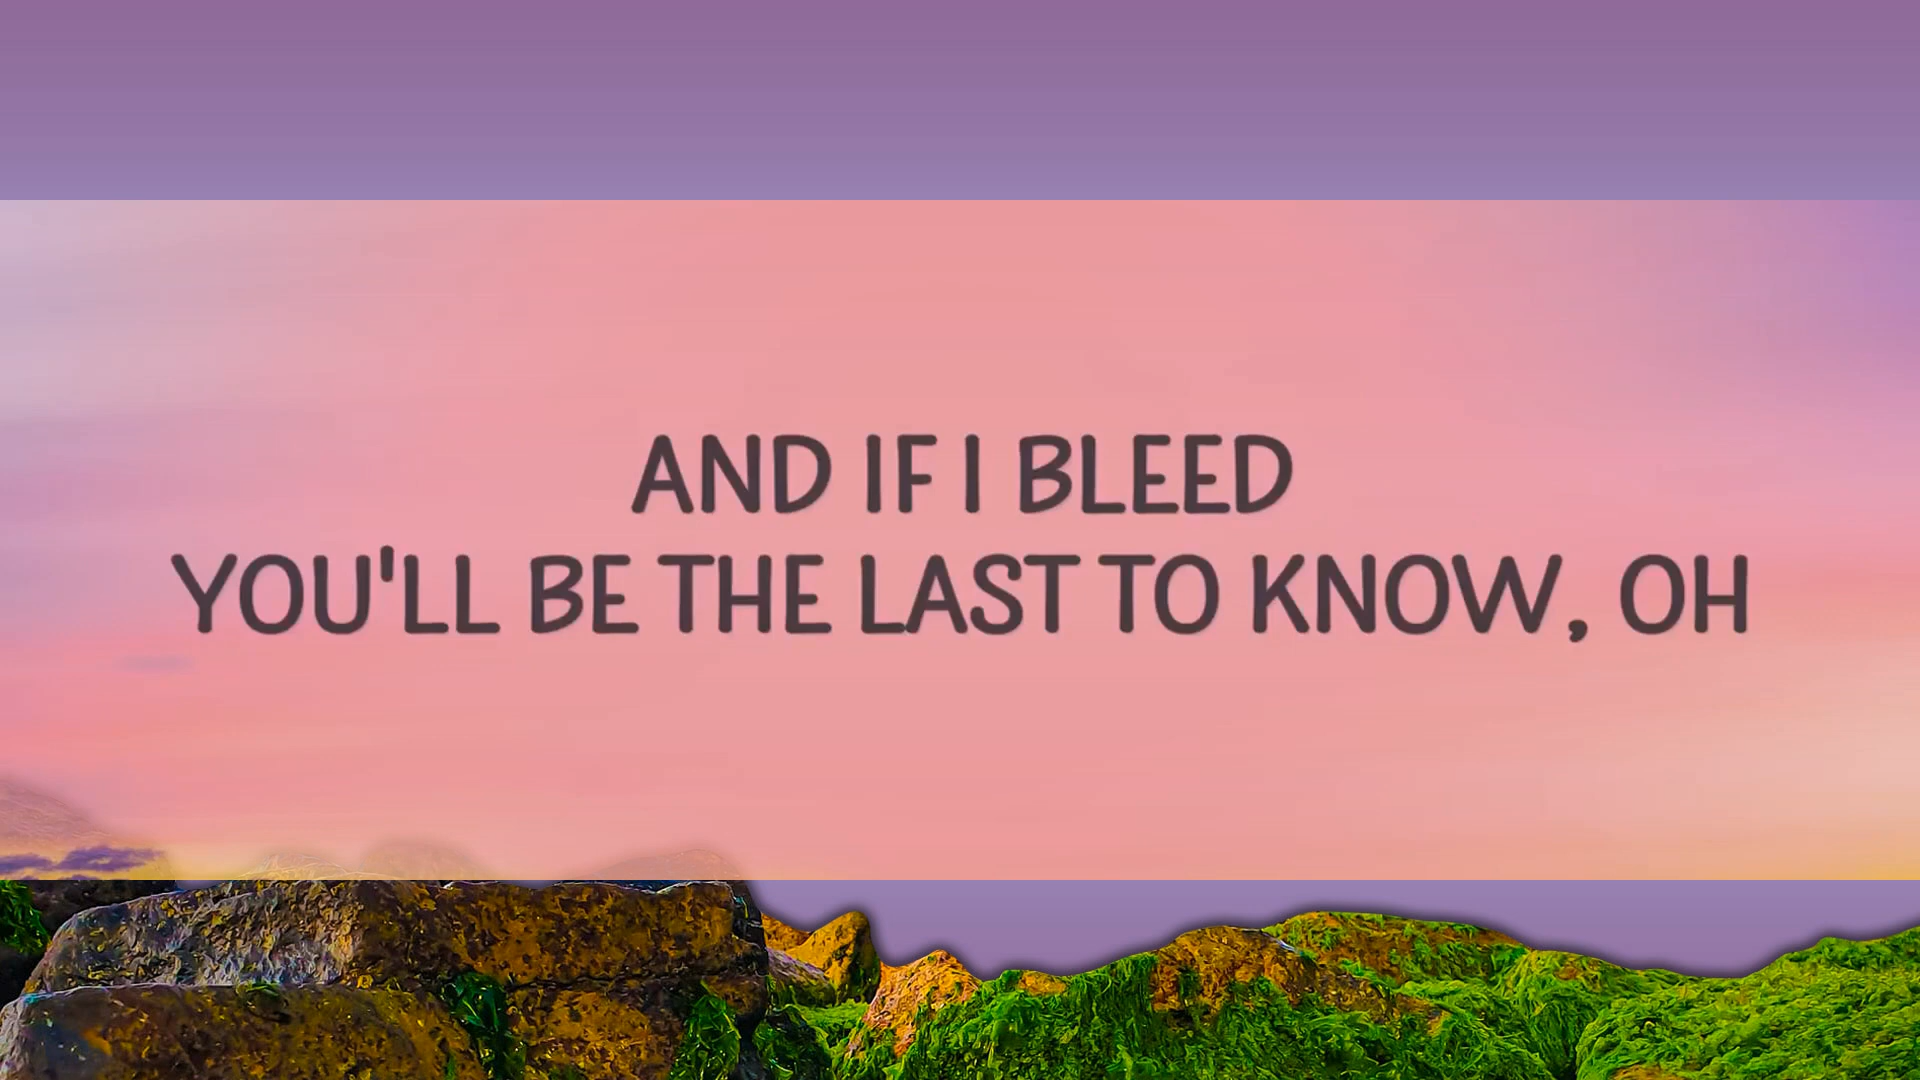 AND IF I BLEED
YOU'LL BE THE LAST TO KNOW, OH